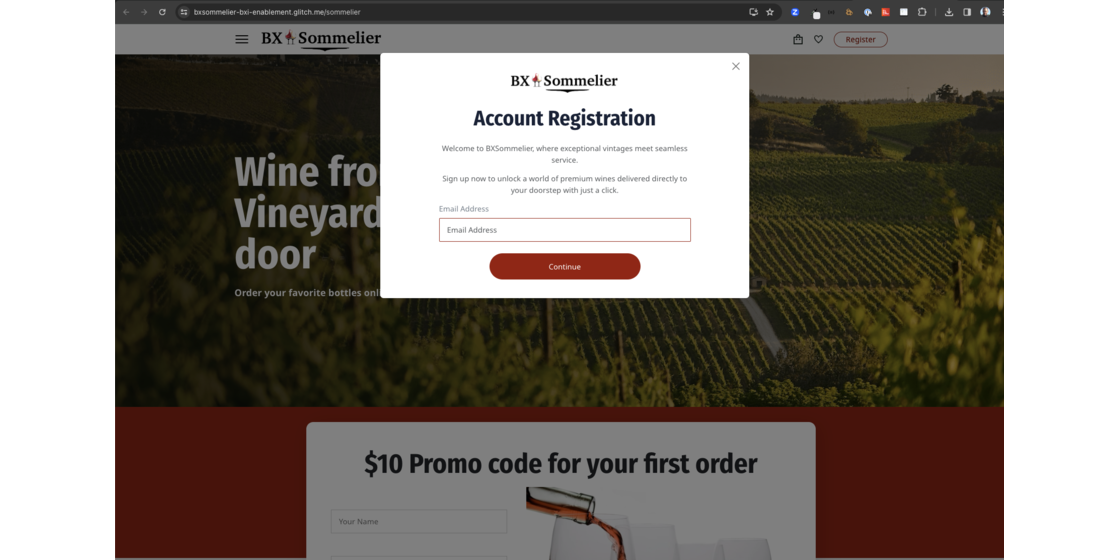 bxsommelier-bxi-enablement.glitch.me/sommelier
BX Sommelier
Register
BX Sommelier
Account Registration
Welcome to BXSommelier, where exceptional vintages meet seamless
service.
Sign up now to unlock a world of premium wines delivered directly to
your doorstep with just a click.
Email Address
Email Address
Continue
Wine fro
Vineyard
door
Order your favorite bottles onl
$10 Promo code for your first order
Your Name